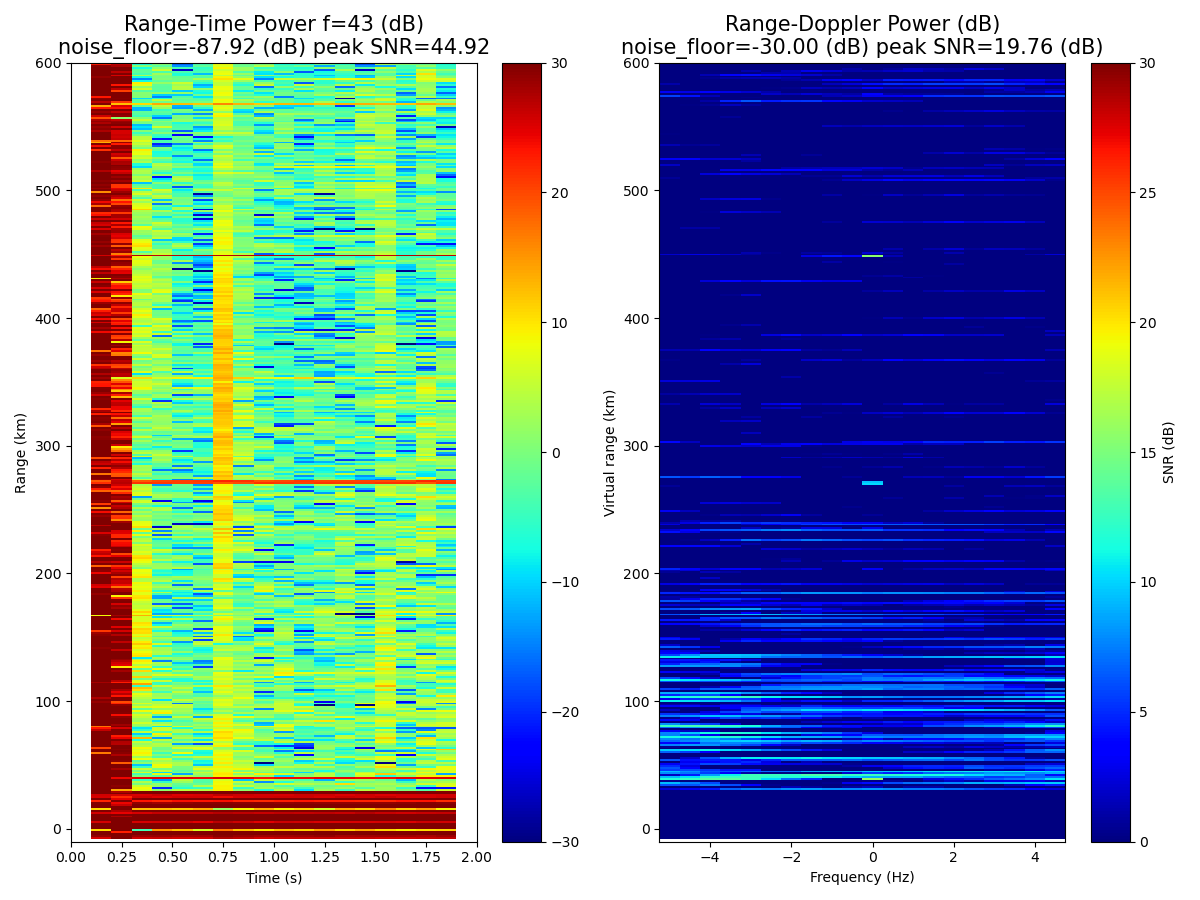 Range-Time Power f=43 (dB)
noise_floor=-87.92 (dB) peak SNR=44.92
600
500
400
300
200
100
0
Range (km)
0.00 0.25 0.50 0.75 1.00 1.25 1.50 1.75 2.00
Time (s)
30
20
10
0
−10
−20
−30
Range-Doppler Power (dB)
noise_floor=-30.00 (dB) peak SNR=19.76 (dB)
600
500
400
300
200
100
0
Virtual range (km)
−4 −2 0 2 4
Frequency (Hz)
30
25
20
15
10
5
0
SNR (dB)